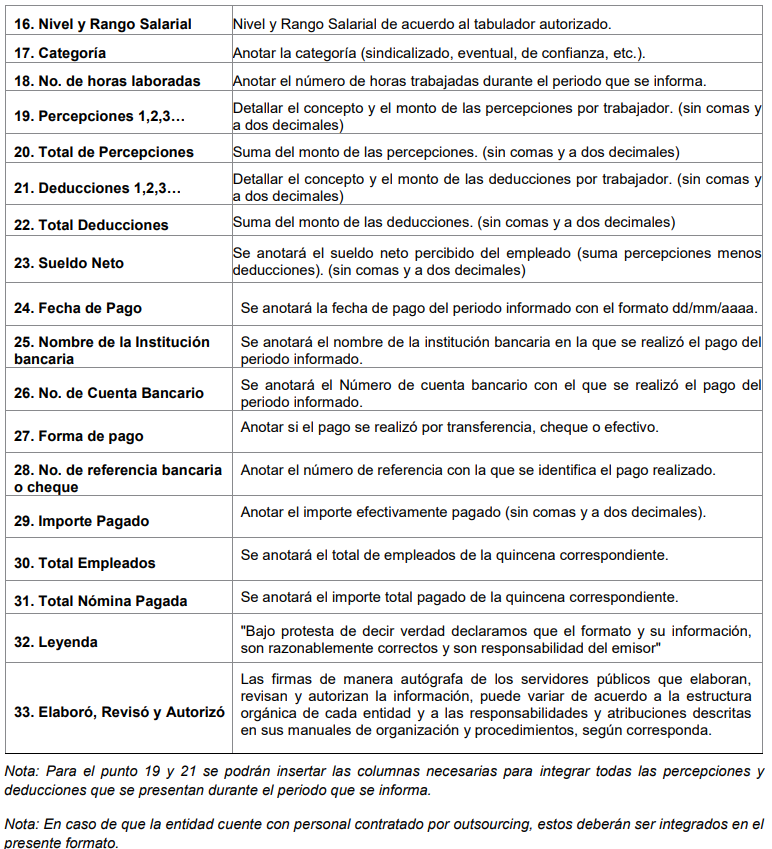 16. Nivel y Rango Salarial
Nivel y Rango Salarial de acuerdo al tabulador autorizado.
17. Categoría
Anotar la categoría (sindicalizado, eventual, de confianza, etc.).
18. No. de horas laboradas
Anotar el número de horas trabajadas durante el periodo que se informa.
19. Percepciones 1,2,3…
Detallar el concepto y el monto de las percepciones por trabajador. (sin comas y
a dos decimales)
20. Total de Percepciones
Suma del monto de las percepciones. (sin comas y a dos decimales)
21. Deducciones 1,2,3…
Detallar el concepto y el monto de las deducciones por trabajador. (sin comas y
a dos decimales)
22. Total Deducciones
Suma del monto de las deducciones. (sin comas y a dos decimales)
23. Sueldo Neto
Se anotará el sueldo neto percibido del empleado (suma percepciones menos
deducciones). (sin comas y a dos decimales)
24. Fecha de Pago
Se anotará la fecha de pago del periodo informado con el formato dd/mm/aaaa.
25. Nombre de la Institución
bancaria
Se anotará el nombre de la institución bancaria en la que se realizó el pago del
periodo informado.
26. No. de Cuenta Bancario
Se anotará el Número de cuenta bancario con el que se realizó el pago del
periodo informado.
27. Forma de pago
Anotar si el pago se realizó por transferencia, cheque o efectivo.
28. No. de referencia bancaria
o cheque
Anotar el número de referencia con la que se identifica el pago realizado.
29. Importe Pagado
Anotar el importe efectivamente pagado (sin comas y a dos decimales).
30. Total Empleados
Se anotará el total de empleados de la quincena correspondiente.
31. Total Nómina Pagada
Se anotará el importe total pagado de la quincena correspondiente.
32. Leyenda
"Bajo protesta de decir verdad declaramos que el formato y su información,
son razonablemente correctos y son responsabilidad del emisor"
33. Elaboró, Revisó y Autorizó
Las firmas de manera autógrafa de los servidores públicos que elaboran,
revisan y autorizan la información, puede variar de acuerdo a la estructura
orgánica de cada entidad y a las responsabilidades y atribuciones descritas
en sus manuales de organización y procedimientos, según corresponda.
Nota: Para el punto 19 y 21 se podrán insertar las columnas necesarias para integrar todas las percepciones y
deducciones que se presentan durante el periodo que se informa.
Nota: En caso de que la entidad cuente con personal contratado por outsourcing, estos deberán ser integrados en el
presente formato.